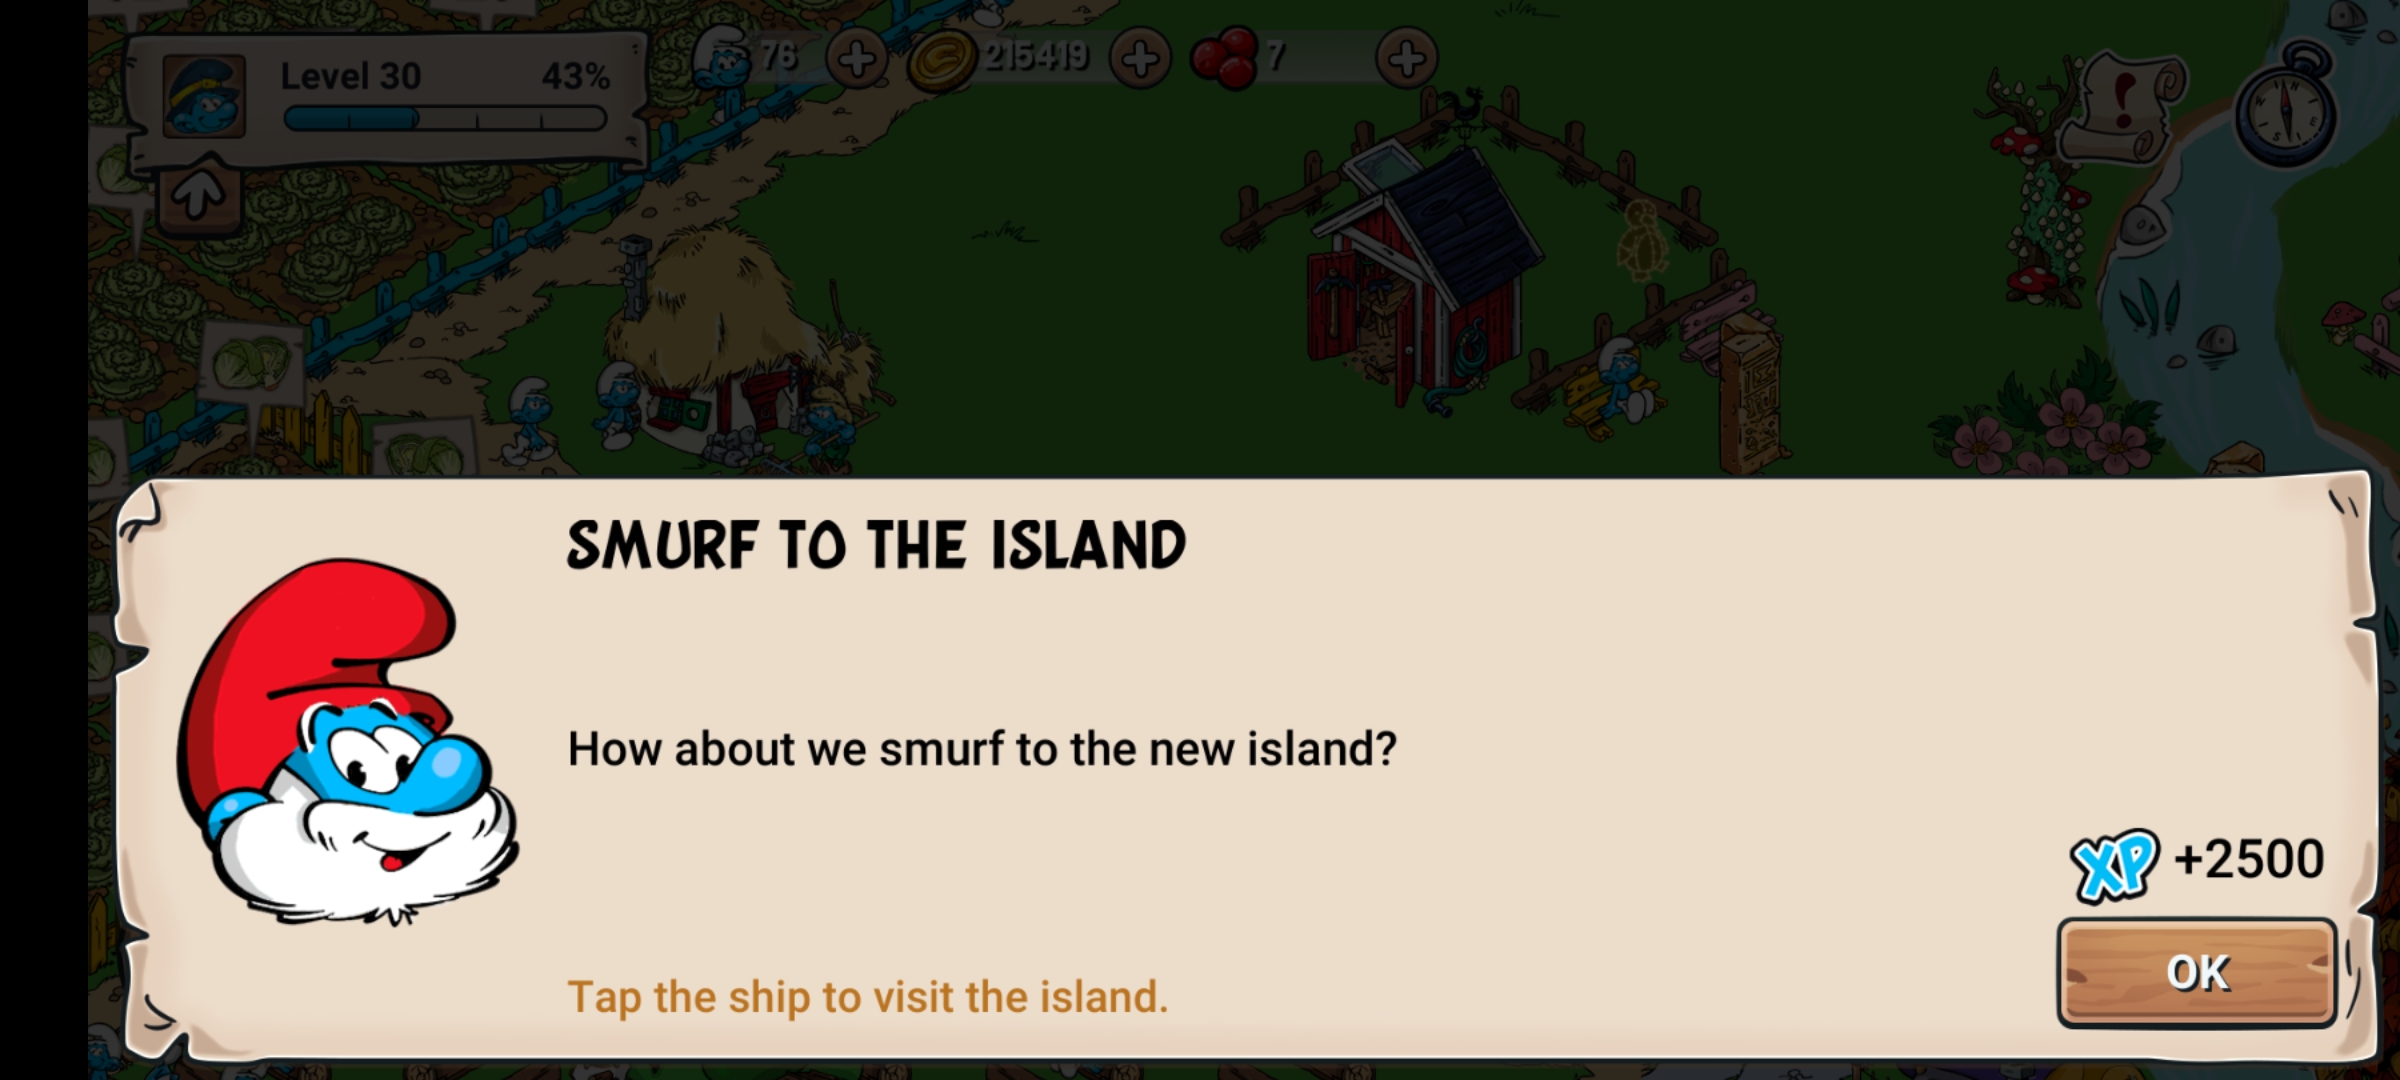 Level 30 43%
76
215419
7
SMURF TO THE ISLAND
How about we smurf to the new island?
XP +2500
Tap the ship to visit the island.
OK